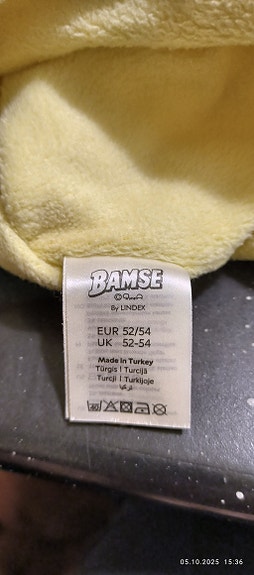 BAMSE
By LINDEX
EUR 52/54
UK 52-54
Made in Turkey
Türgis | Turcijā
Turcji | Turkijoje
05.10.2025 15:36